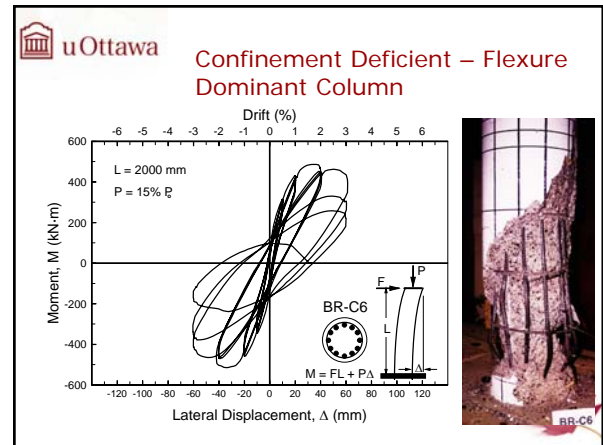 uOttawa
Confinement Deficient – Flexure
Dominant Column
Drift (%)
-6 -5 -4 -3 -2 -1 0 1 2 3 4 5 6
600
400
200
0
-200
-400
-600
Moment, M (kN·m)
L = 2000 mm
P = 15% Po
BR-C6
F
P
L
Δ
M = FL + PΔ
-120 -100 -80 -60 -40 -20 0 20 40 60 80 100 120
Lateral Displacement, Δ (mm)
BR-C6